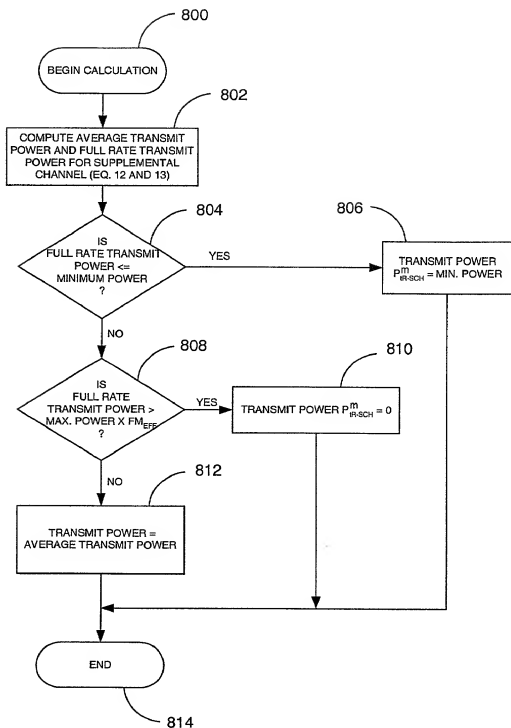 800
BEGIN CALCULATION
802
COMPUTE AVERAGE TRANSMIT
POWER AND FULL RATE TRANSMIT
POWER FOR SUPPLEMENTAL
CHANNEL (EQ. 12 AND 13)
804
IS
FULL RATE TRANSMIT
POWER <=
MINIMUM POWER
?
YES
806
TRANSMIT POWER
P^m_tR-SCH = MIN. POWER
NO
808
IS
FULL RATE
TRANSMIT POWER >
MAX. POWER X FM_EFF
?
YES
810
TRANSMIT POWER P^m_tR-SCH = 0
NO
812
TRANSMIT POWER =
AVERAGE TRANSMIT POWER
END
814